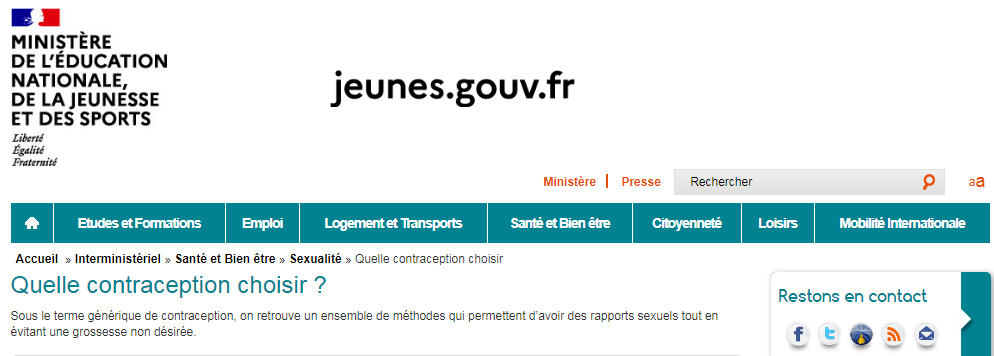 MINISTÈRE
DE L'ÉDUCATION
NATIONALE,
DE LA JEUNESSE
ET DES SPORTS
Liberté
Égalité
Fraternité
jeunes.gouv.fr
Ministère | Presse Rechercher aa
Etudes et Formations Emploi Logement et Transports Santé et Bien être Citoyenneté Loisirs Mobilité Internationale
Accueil » Interministériel » Santé et Bien être » Sexualité » Quelle contraception choisir
Quelle contraception choisir ?
Sous le terme générique de contraception, on retrouve un ensemble de méthodes qui permettent d'avoir des rapports sexuels tout en
évitant une grossesse non désirée.
Restons en contact